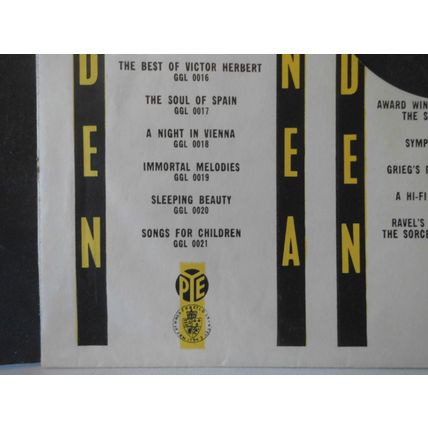 D
E
N
THE BEST OF VICTOR HERBERT
GGL 0016
THE SOUL OF SPAIN
GGL 0017
A NIGHT IN VIENNA
GGL 0018
IMMORTAL MELODIES
GGL 0019
SLEEPING BEAUTY
GGL 0020
SONGS FOR CHILDREN
GGL 0021
PYE
N
E
A
D
E
N
AWARD WIN
THE S
SYMP
GRIEG'S
A HI-FI
RAVEL'S
THE SORCE